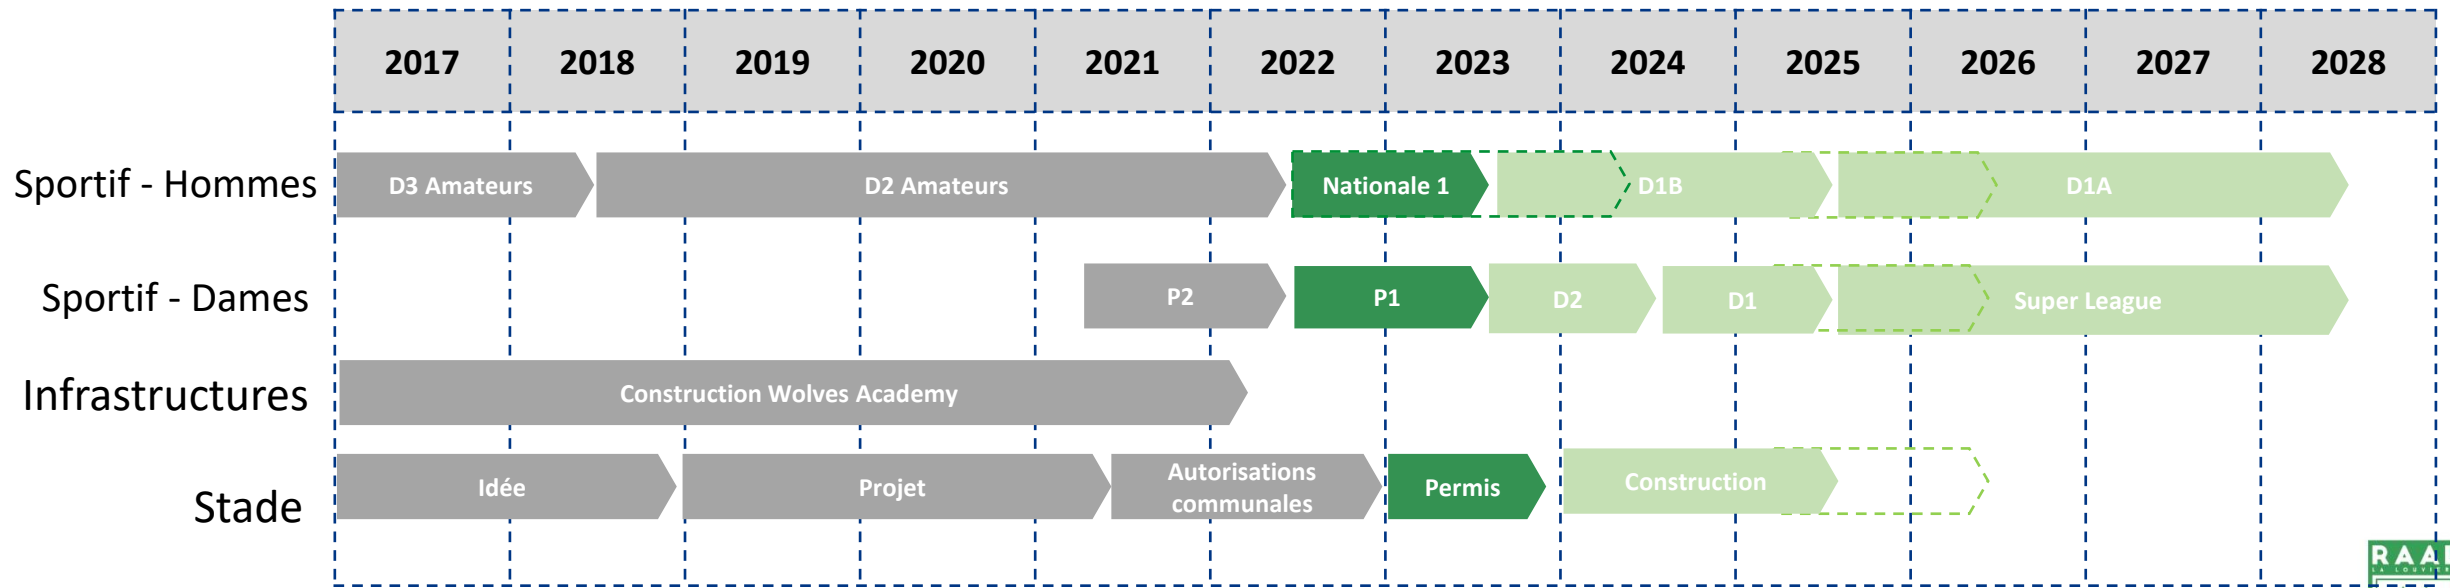 2017 2018 2019 2020 2021 2022 2023 2024 2025 2026 2027 2028
Sportif - Hommes D3 Amateurs D2 Amateurs Nationale 1 D1B D1A
Sportif - Dames P2 P1 D2 D1 Super League
Infrastructures Construction Wolves Academy
Stade Idée Projet Autorisations communales Permis Construction
RAAL